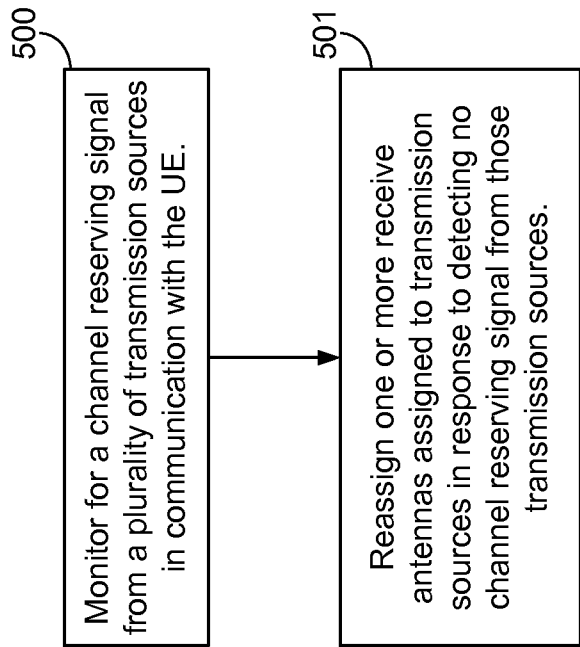 500
Monitor for a channel reserving signal
from a plurality of transmission sources
in communication with the UE.
501
Reassign one or more receive
antennas assigned to transmission
sources in response to detecting no
channel reserving signal from those
transmission sources.